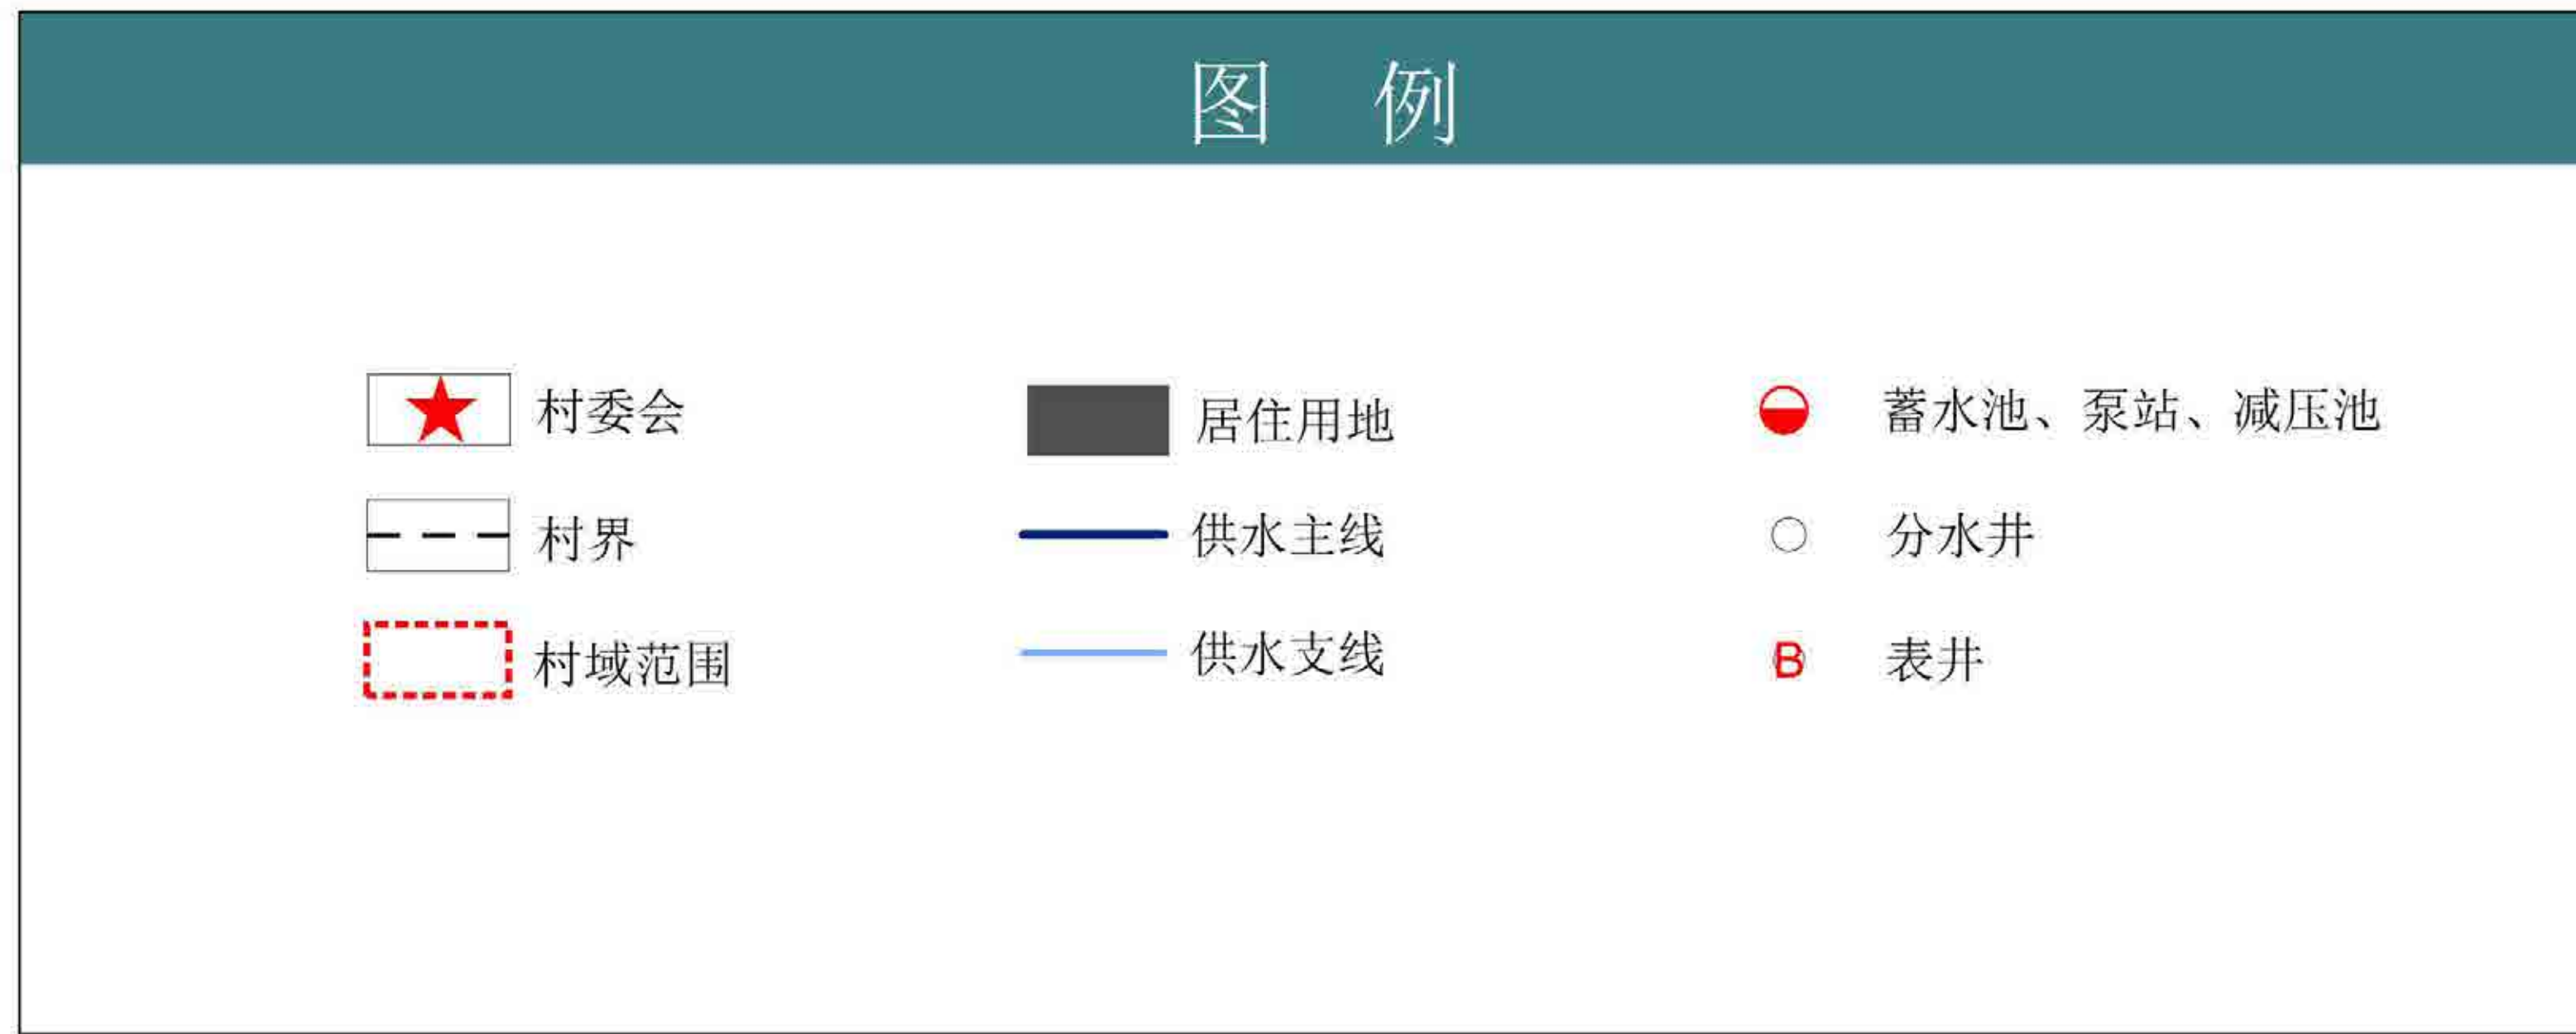 图 例
村委会
居住用地
蓄水池、泵站、减压池
村界
供水主线
分水井
村域范围
供水支线
B 表井